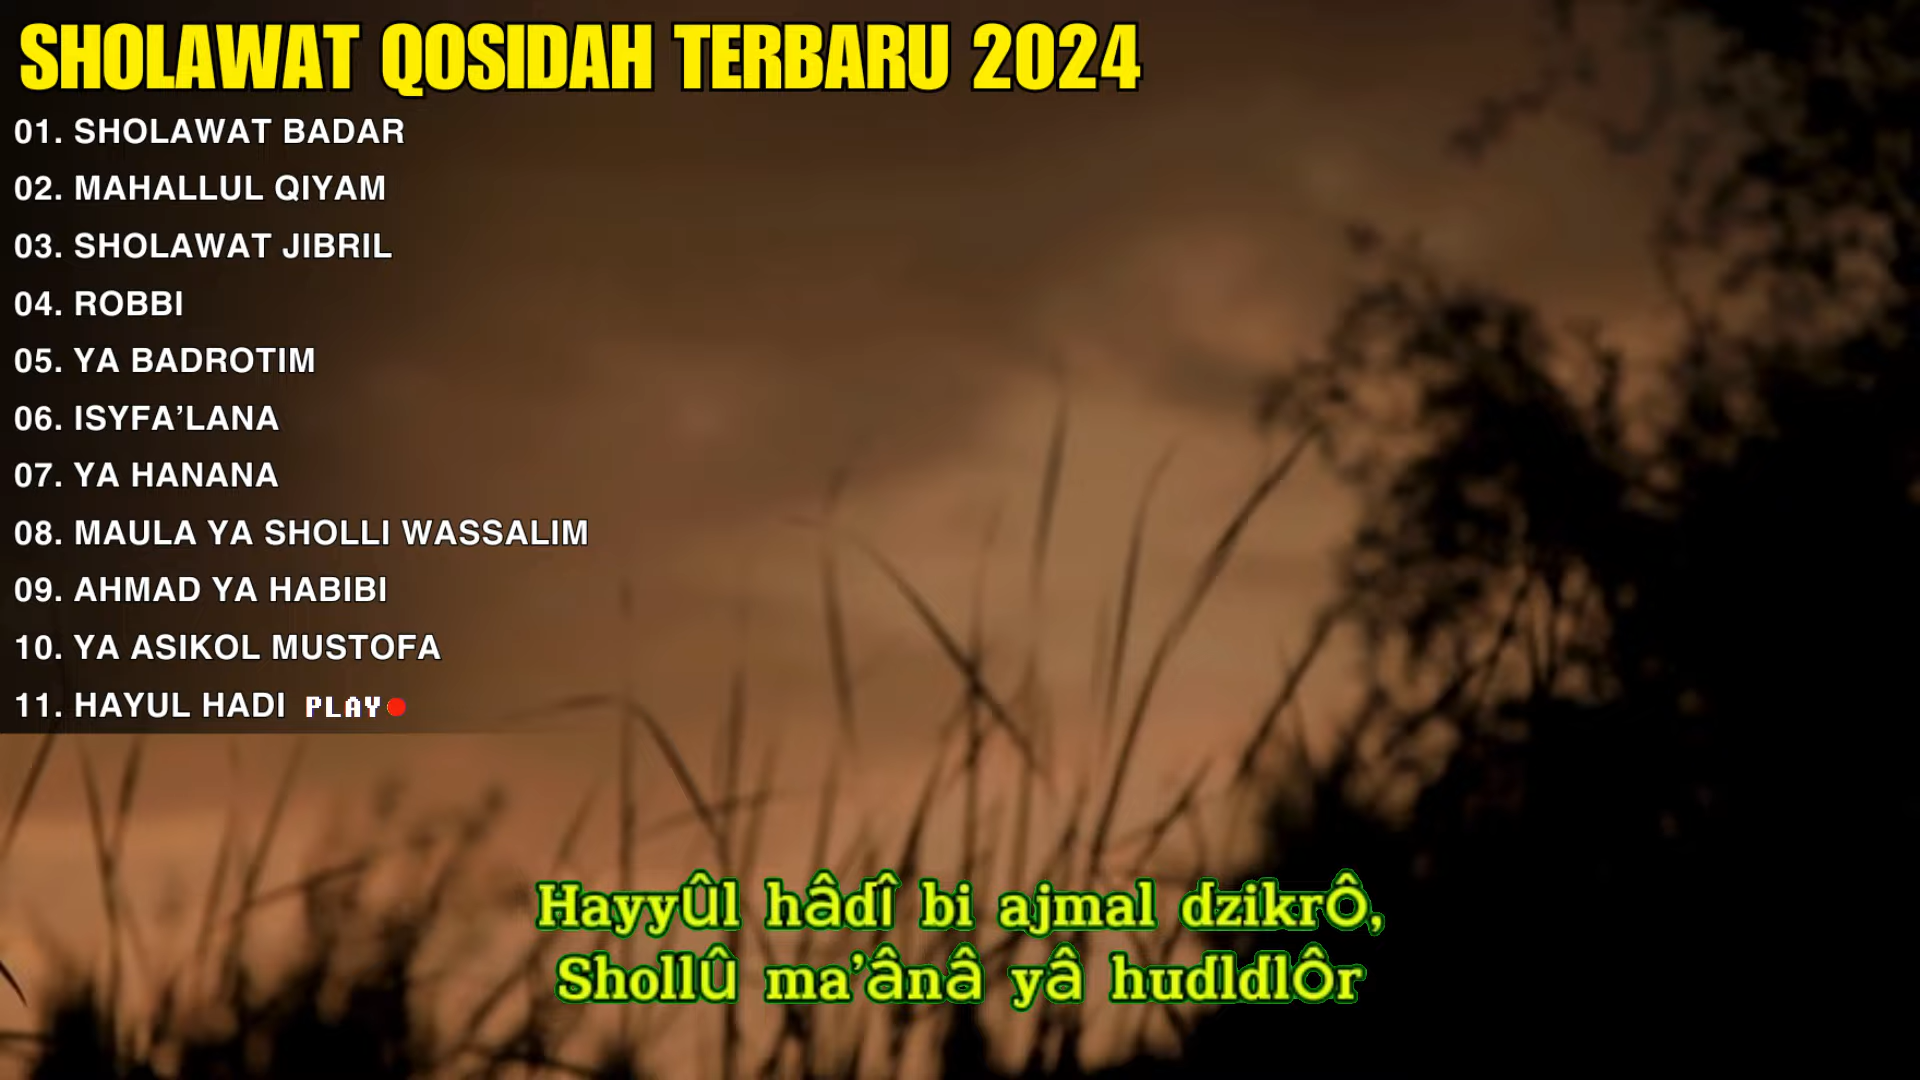 SHOLAWAT QOSIDAH TERBARU 2024
01. SHOLAWAT BADAR
02. MAHALLUL QIYAM
03. SHOLAWAT JIBRIL
04. ROBBI
05. YA BADROTIM
06. ISYFA’LANA
07. YA HANANA
08. MAULA YA SHOLLI WASSALIM
09. AHMAD YA HABIBI
10. YA ASIKOL MUSTOFA
11. HAYUL HADI PLAY
Hayyûl hâdî bi ajmal dzikrô,
Shollû ma’ânâ yâ hudldlôr